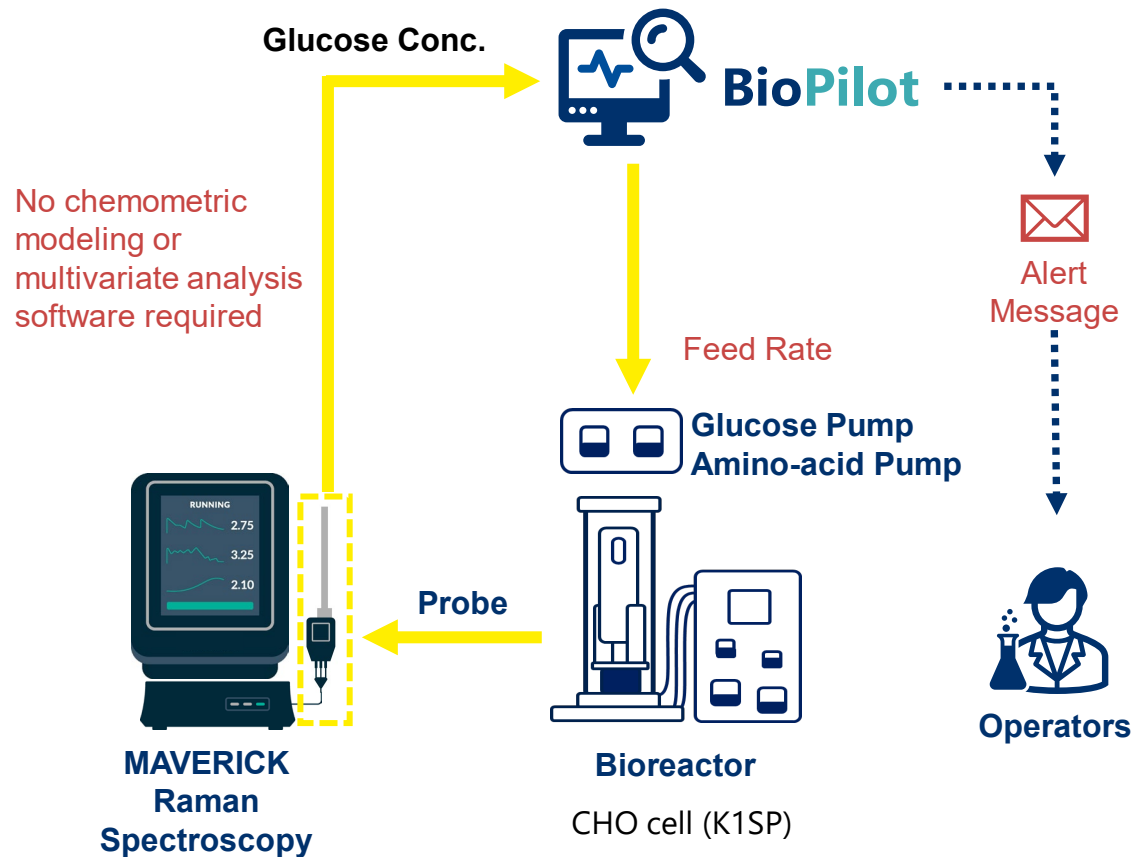 Glucose Conc.
BioPilot
No chemometric
modeling or
multivariate analysis
software required
Alert
Message
Feed Rate
Glucose Pump
Amino-acid Pump
RUNNING
2.75
3.25
2.10
Probe
MAVERICK
Raman
Spectroscopy
Bioreactor
CHO cell (K1SP)
Operators